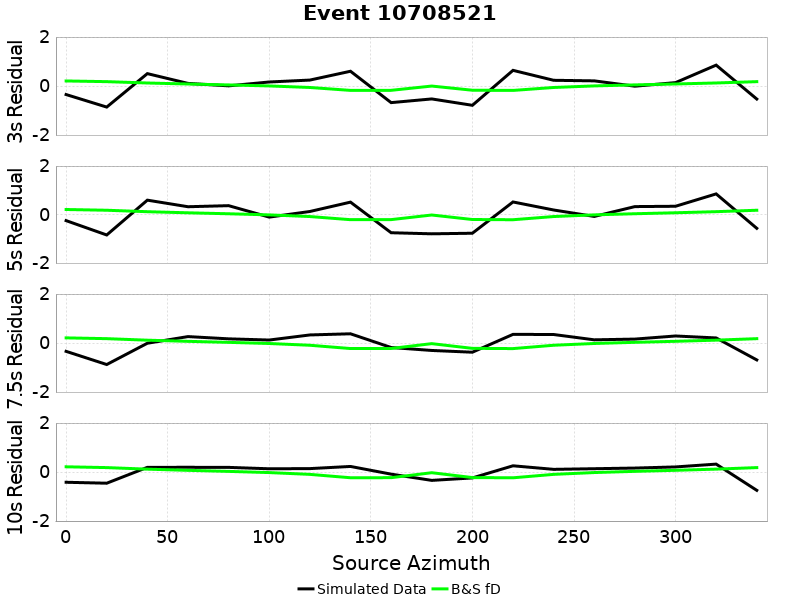 Event 10708521
3s Residual
2
0
-2
5s Residual
2
0
-2
7.5s Residual
2
0
-2
10s Residual
2
0
-2
0 50 100 150 200 250 300
Source Azimuth
Simulated Data B&S fD